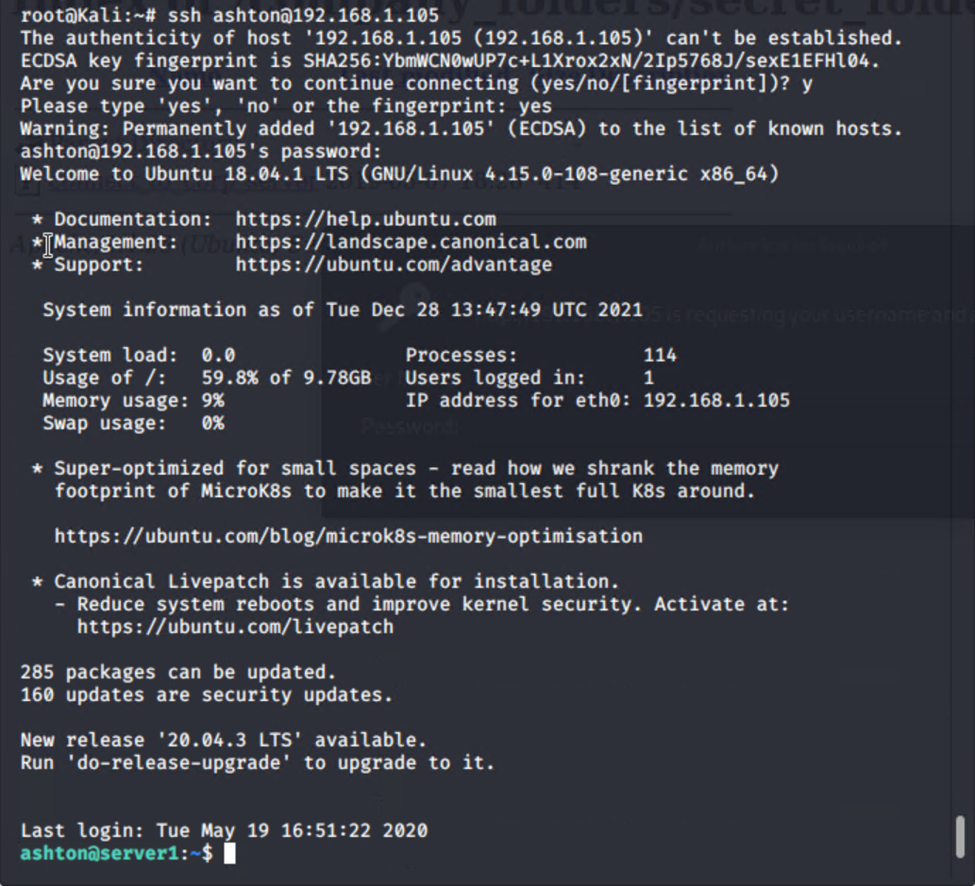 root@Kali:~# ssh ashton@192.168.1.105
The authenticity of host '192.168.1.105 (192.168.1.105)' can't be established.
ECDSA key fingerprint is SHA256:YbmWCN0wUP7c+L1Xrox2xN/2Ip5768J/sexE1EFHl04.
Are you sure you want to continue connecting (yes/no/[fingerprint])? y
Please type 'yes', 'no' or the fingerprint: yes
Warning: Permanently added '192.168.1.105' (ECDSA) to the list of known hosts.
ashton@192.168.1.105's password:
Welcome to Ubuntu 18.04.1 LTS (GNU/Linux 4.15.0-108-generic x86_64)
* Documentation: https://help.ubuntu.com
* Management: https://landscape.canonical.com
* Support: https://ubuntu.com/advantage
System information as of Tue Dec 28 13:47:49 UTC 2021
System load: 0.0 Processes: 114
Usage of /: 59.8% of 9.78GB Users logged in: 1
Memory usage: 9% IP address for eth0: 192.168.1.105
Swap usage: 0%
* Super-optimized for small spaces - read how we shrank the memory
footprint of MicroK8s to make it the smallest full K8s around.
https://ubuntu.com/blog/microk8s-memory-optimisation
* Canonical Livepatch is available for installation.
- Reduce system reboots and improve kernel security. Activate at:
https://ubuntu.com/livepatch
285 packages can be updated.
160 updates are security updates.
New release '20.04.3 LTS' available.
Run 'do-release-upgrade' to upgrade to it.
Last login: Tue May 19 16:51:22 2020
ashton@server1:~$